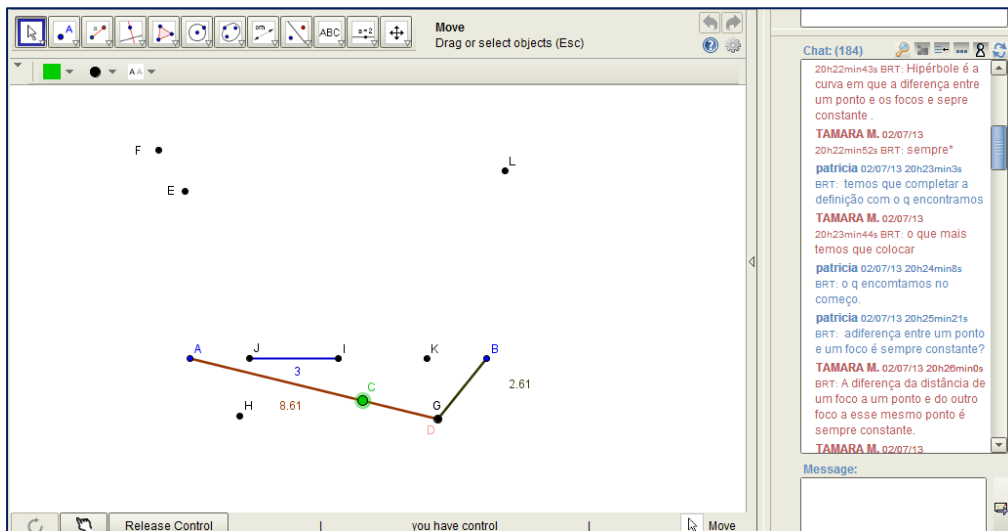 Move
Drag or select objects (Esc)
ABC
a=2
AA
F
E
L
A
J
I
K
B
3
C
2.61
H
8.61
G
D
Release Control
you have control
Move
Chat: (184)
20h22min43s BRT: Hipérbole é a
curva em que a diferença entre
um ponto e os focos e sepre
constante .
TAMARA M. 02/07/13
20h22min52s BRT: sempre*
patricia 02/07/13 20h23min3s
BRT: temos que completar a
definição com o q encontramos
TAMARA M. 02/07/13
20h23min44s BRT: o que mais
temos que colocar
patricia 02/07/13 20h24min8s
BRT: o q encomtamos no
começo.
patricia 02/07/13 20h25min21s
BRT: adiferença entre um ponto
e um foco é sempre constante?
TAMARA M. 02/07/13 20h26min0s
BRT: A diferença da distância de
um foco a um ponto e do outro
foco a esse mesmo ponto é
sempre constante.
TAMARA M. 02/07/13
Message: